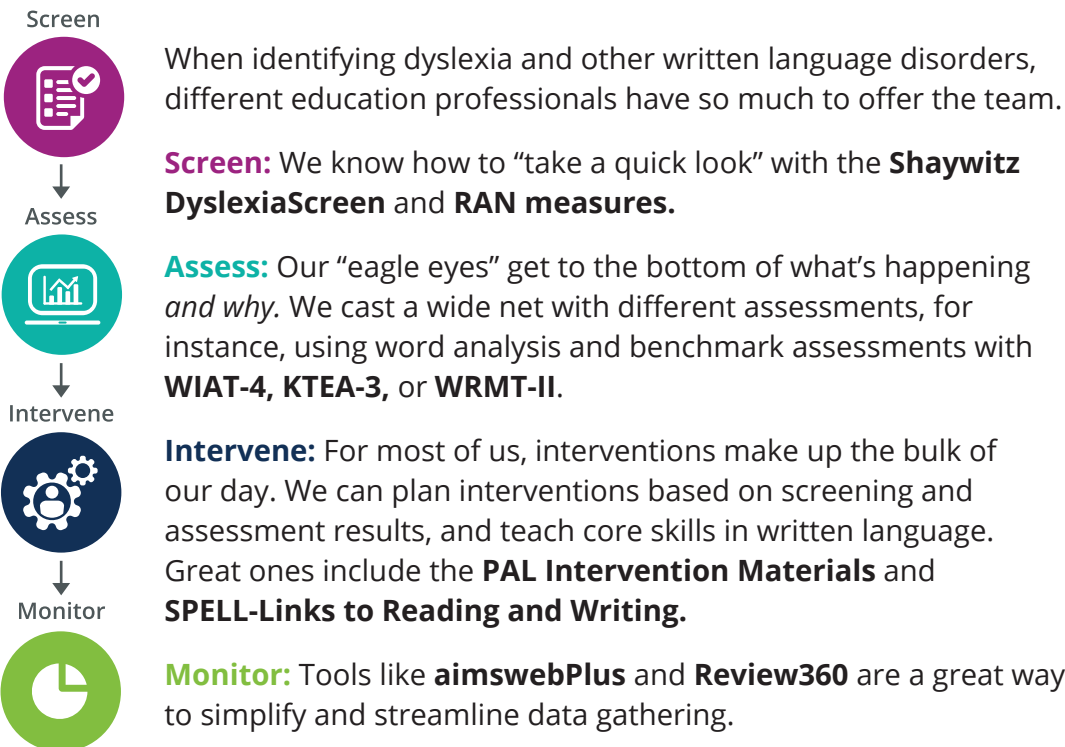 Screen
When identifying dyslexia and other written language disorders,
different education professionals have so much to offer the team.
Screen: We know how to “take a quick look” with the Shaywitz
DyslexiaScreen and RAN measures.
Assess
Assess: Our “eagle eyes” get to the bottom of what’s happening
and why. We cast a wide net with different assessments, for
instance, using word analysis and benchmark assessments with
WIAT-4, KTEA-3, or WRMT-II.
Intervene
Intervene: For most of us, interventions make up the bulk of
our day. We can plan interventions based on screening and
assessment results, and teach core skills in written language.
Great ones include the PAL Intervention Materials and
SPELL-Links to Reading and Writing.
Monitor
Monitor: Tools like aimswebPlus and Review360 are a great way
to simplify and streamline data gathering.